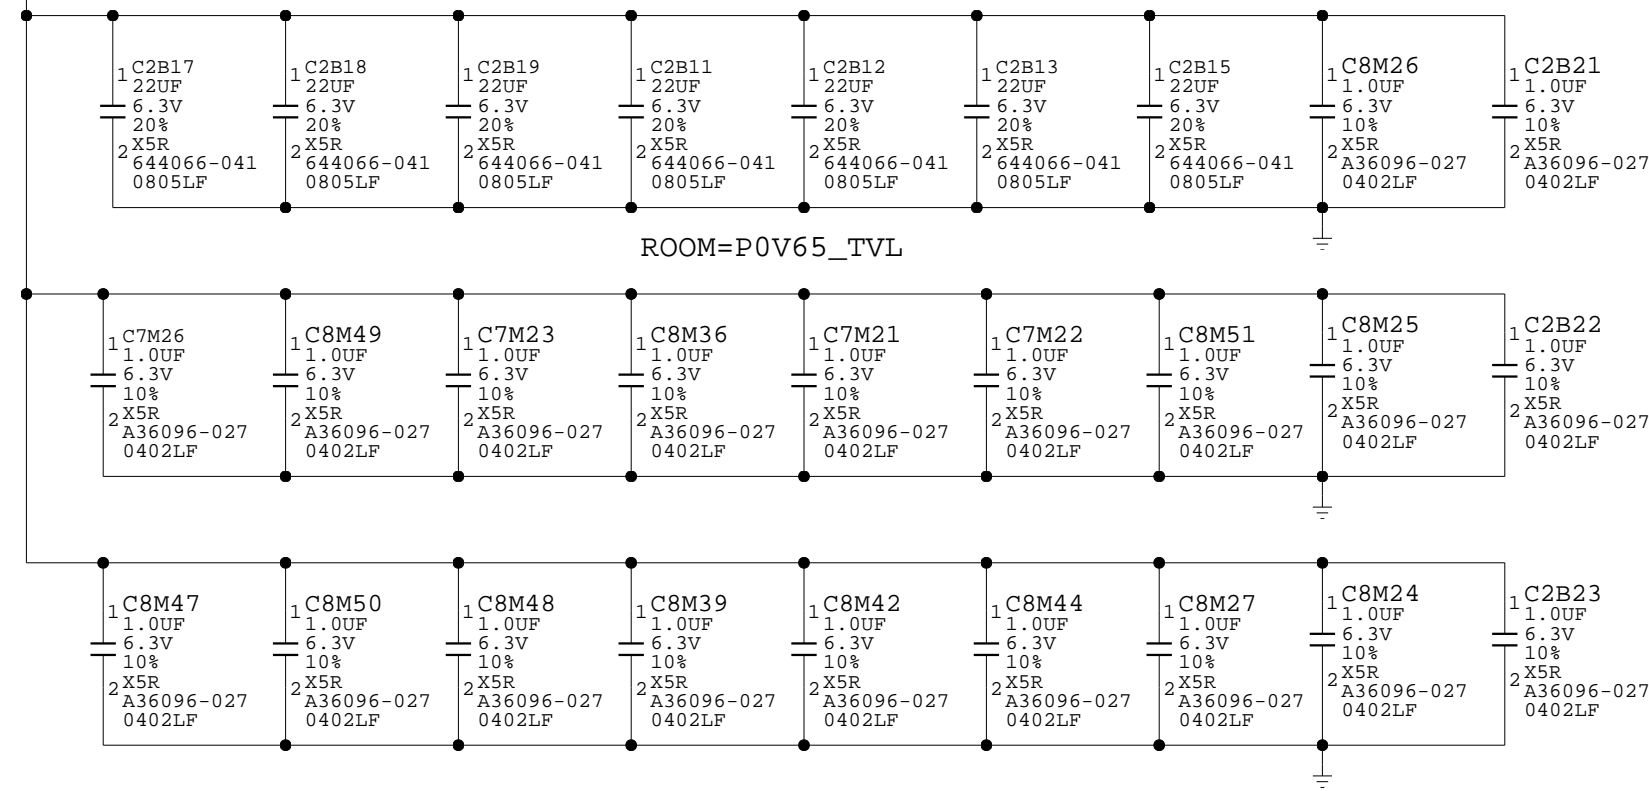 1 C2B17
22UF
6.3V
20%
2 X5R
644066-041
0805LF
1 C2B18
22UF
6.3V
20%
2 X5R
644066-041
0805LF
1 C2B19
22UF
6.3V
20%
2 X5R
644066-041
0805LF
1 C2B11
22UF
6.3V
20%
2 X5R
644066-041
0805LF
1 C2B12
22UF
6.3V
20%
2 X5R
644066-041
0805LF
1 C2B13
22UF
6.3V
20%
2 X5R
644066-041
0805LF
1 C2B15
22UF
6.3V
20%
2 X5R
644066-041
0805LF
1 C8M26
1.0UF
6.3V
10%
2 X5R
A36096-027
0402LF
1 C2B21
1.0UF
6.3V
10%
2 X5R
A36096-027
0402LF
ROOM=P0V65_TVL
1 C7M26
1.0UF
6.3V
10%
2 X5R
A36096-027
0402LF
1 C8M49
1.0UF
6.3V
10%
2 X5R
A36096-027
0402LF
1 C7M23
1.0UF
6.3V
10%
2 X5R
A36096-027
0402LF
1 C8M36
1.0UF
6.3V
10%
2 X5R
A36096-027
0402LF
1 C7M21
1.0UF
6.3V
10%
2 X5R
A36096-027
0402LF
1 C7M22
1.0UF
6.3V
10%
2 X5R
A36096-027
0402LF
1 C8M51
1.0UF
6.3V
10%
2 X5R
A36096-027
0402LF
1 C8M25
1.0UF
6.3V
10%
2 X5R
A36096-027
0402LF
1 C2B22
1.0UF
6.3V
10%
2 X5R
A36096-027
0402LF
1 C8M47
1.0UF
6.3V
10%
2 X5R
A36096-027
0402LF
1 C8M50
1.0UF
6.3V
10%
2 X5R
A36096-027
0402LF
1 C8M48
1.0UF
6.3V
10%
2 X5R
A36096-027
0402LF
1 C8M39
1.0UF
6.3V
10%
2 X5R
A36096-027
0402LF
1 C8M42
1.0UF
6.3V
10%
2 X5R
A36096-027
0402LF
1 C8M44
1.0UF
6.3V
10%
2 X5R
A36096-027
0402LF
1 C8M27
1.0UF
6.3V
10%
2 X5R
A36096-027
0402LF
1 C8M24
1.0UF
6.3V
10%
2 X5R
A36096-027
0402LF
1 C2B23
1.0UF
6.3V
10%
2 X5R
A36096-027
0402LF